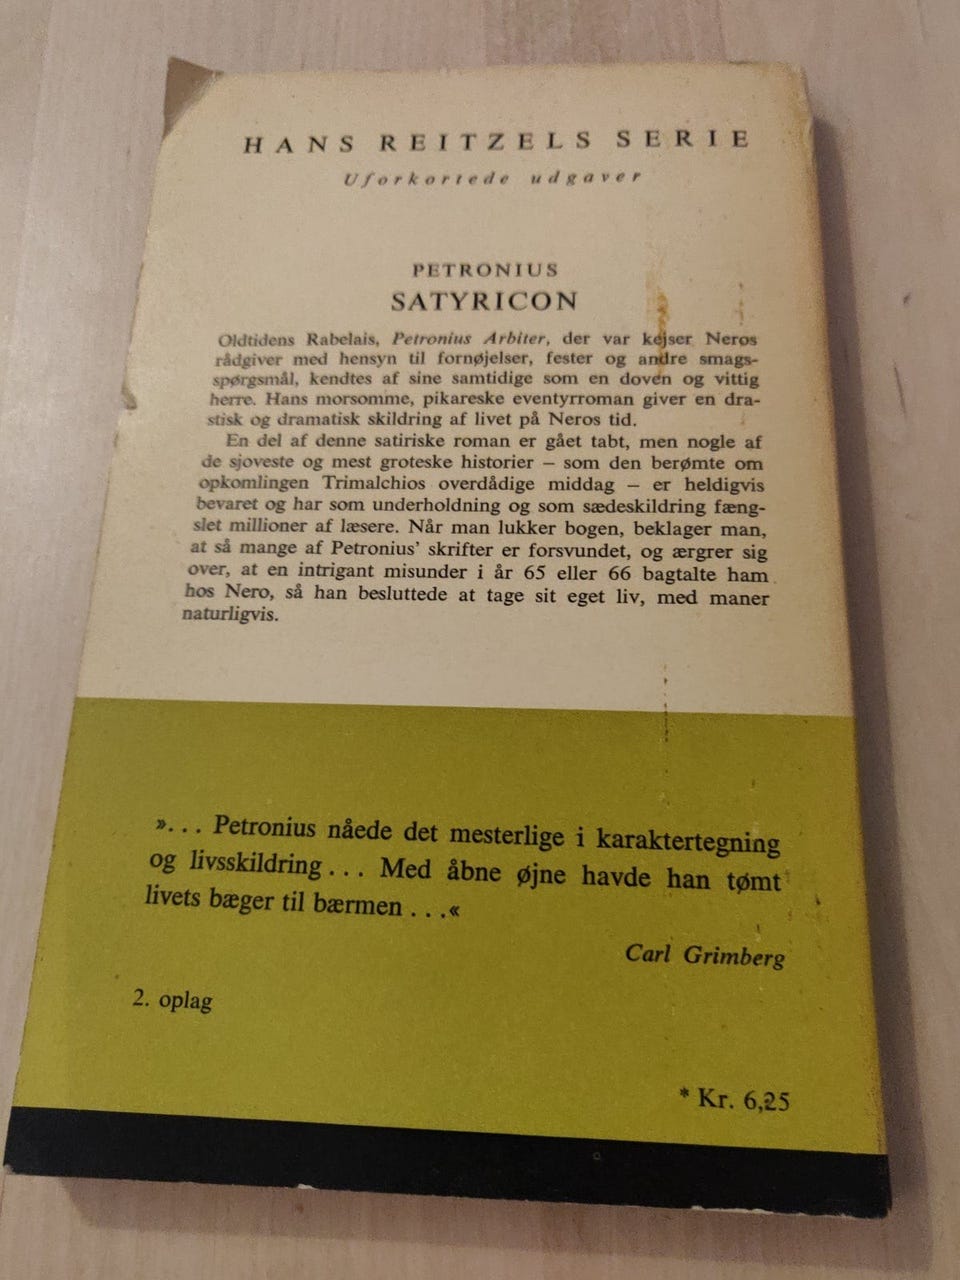 HANS REITZELS SERIE
Uforkortede udgaver
PETRONIUS
SATYRICON
Oldtidens Rabelais, Petronius Arbiter, der var kejser Neros
rådgiver med hensyn til fornøjelser, fester og andre smags-
spørgsmål, kendtes af sine samtidige som en doven og vittig
herre. Hans morsomme, pikareske eventyrroman giver en dra-
stisk og dramatisk skildring af livet på Neros tid.
En del af denne satiriske roman er gået tabt, men nogle af
de sjoveste og mest groteske historier – som den berømte om
opkomlingen Trimalchios overdådige middag – er heldigvis
bevaret og har som underholdning og som sædeskildring fæng-
slet millioner af læsere. Når man lukker bogen, beklager man,
at så mange af Petronius' skrifter er forsvundet, og ærgrer sig
over, at en intrigant misunder i år 65 eller 66 bagtalte ham
hos Nero, så han besluttede at tage sit eget liv, med maner
naturligvis.
»... Petronius nåede det mesterlige i karaktertegning
og livsskildring... Med åbne øjne havde han tømt
livets bæger til bærmen ...«
Carl Grimberg
2. oplag
* Kr. 6,25